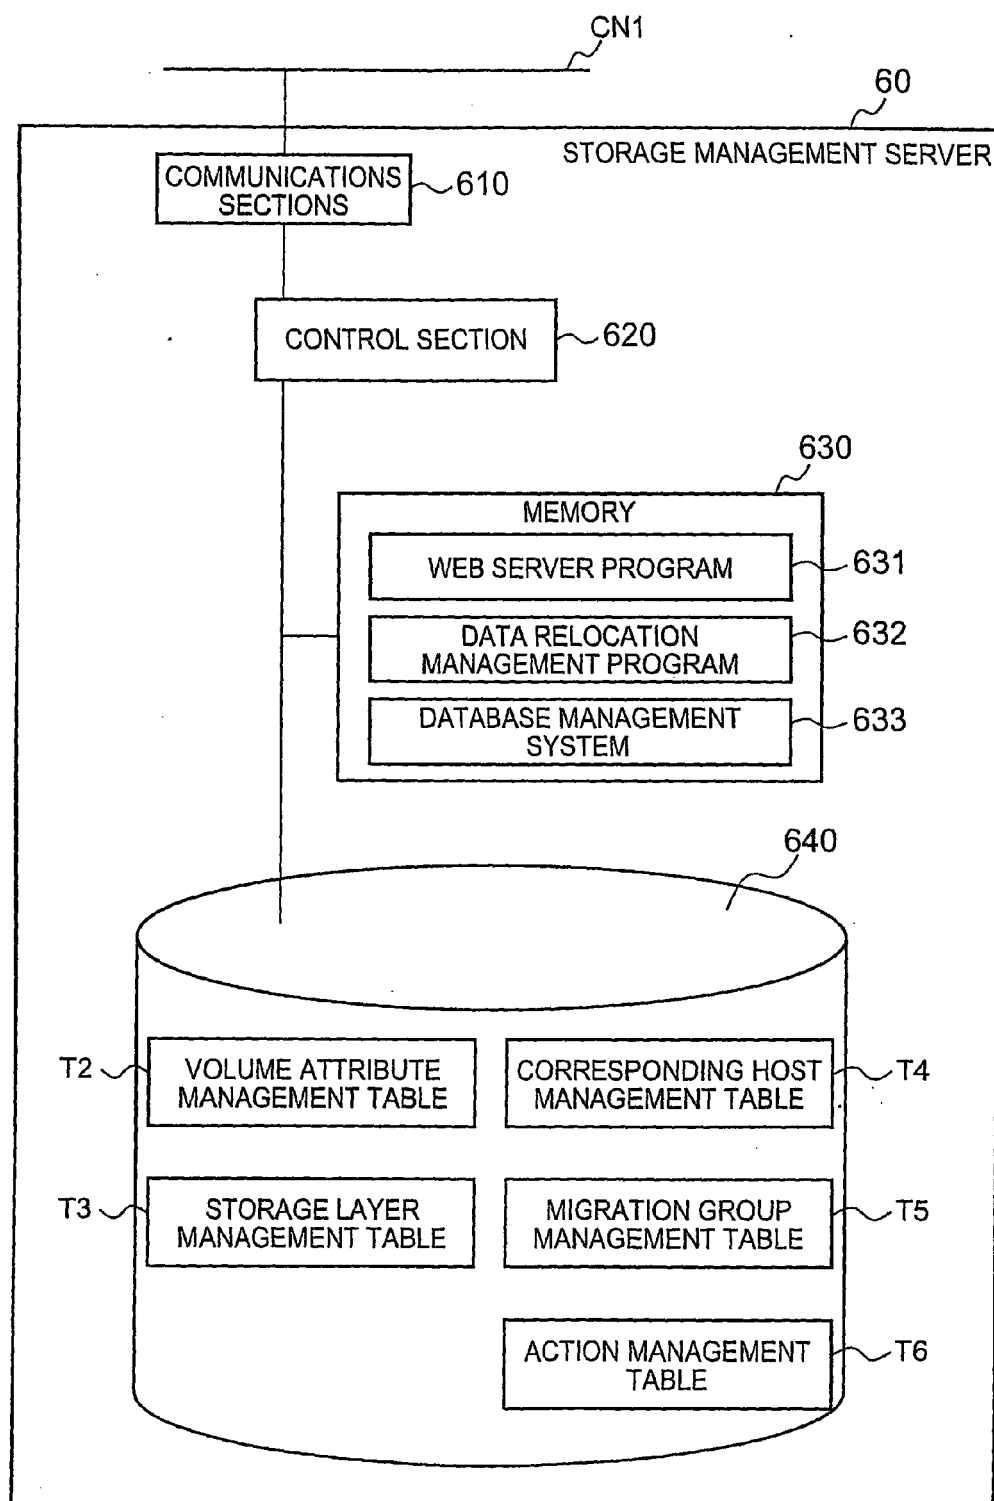 CN1
60
STORAGE MANAGEMENT SERVER
COMMUNICATIONS
SECTIONS
610
CONTROL SECTION
620
630
MEMORY
WEB SERVER PROGRAM
631
DATA RELOCATION
MANAGEMENT PROGRAM
632
DATABASE MANAGEMENT
SYSTEM
633
640
T2
VOLUME ATTRIBUTE
MANAGEMENT TABLE
CORRESPONDING HOST
MANAGEMENT TABLE
T4
T3
STORAGE LAYER
MANAGEMENT TABLE
MIGRATION GROUP
MANAGEMENT TABLE
T5
ACTION MANAGEMENT
TABLE
T6